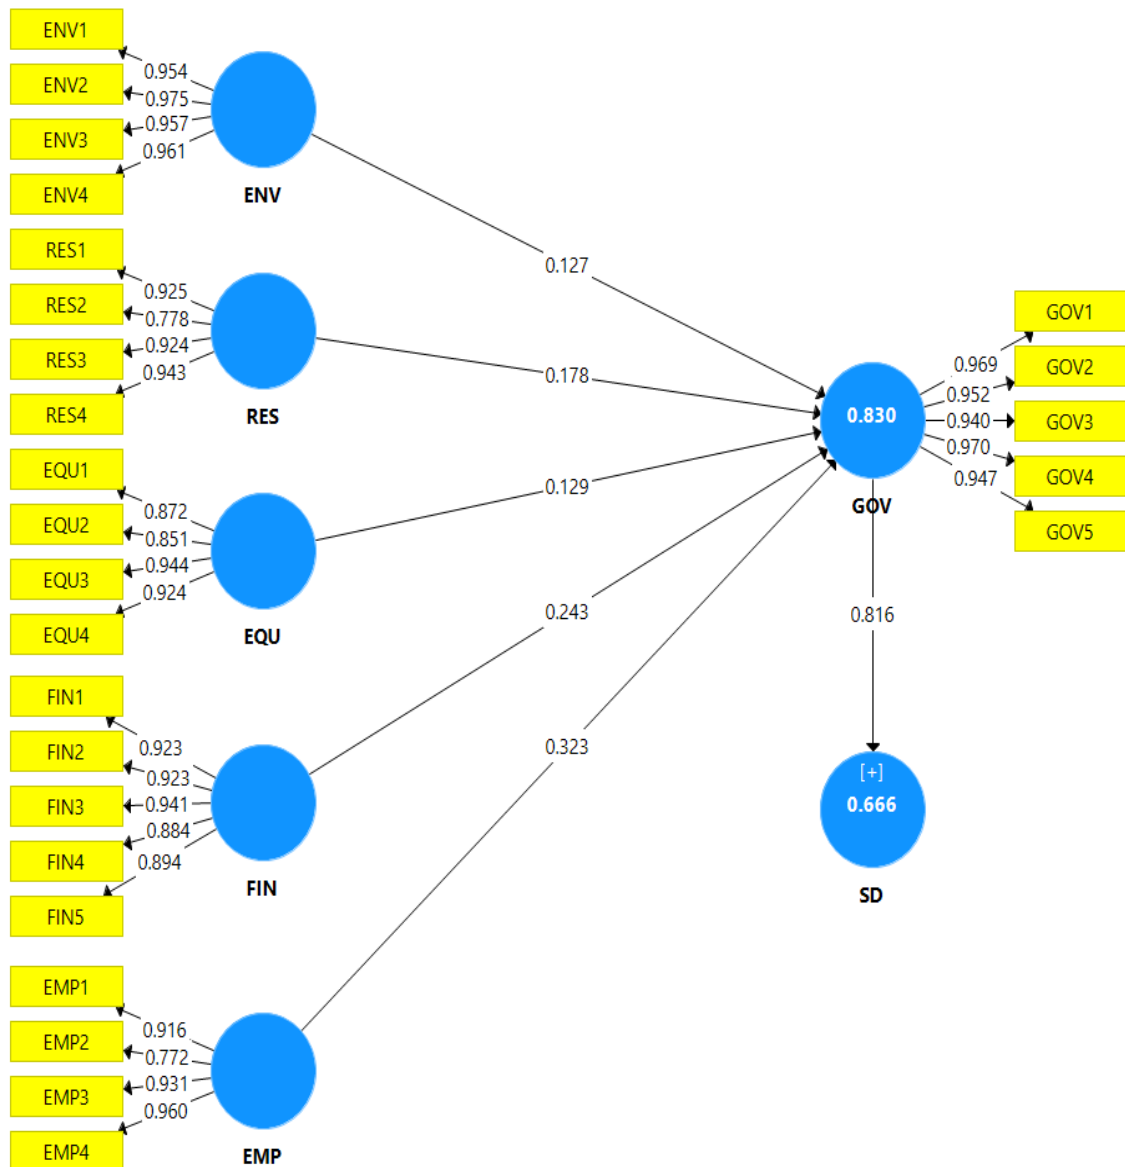 ENV1
ENV2
ENV3
ENV4
0.954
0.975
0.957
0.961
ENV
RES1
RES2
RES3
RES4
0.925
0.778
0.924
0.943
RES
EQU1
EQU2
EQU3
EQU4
0.872
0.851
0.944
0.924
EQU
FIN1
FIN2
FIN3
FIN4
FIN5
0.923
0.923
0.941
0.884
0.894
FIN
EMP1
EMP2
EMP3
EMP4
0.916
0.772
0.931
0.960
EMP
0.127
0.178
0.129
0.243
0.323
0.830
GOV
0.969
0.952
0.940
0.970
0.947
GOV1
GOV2
GOV3
GOV4
GOV5
0.816
[+]
0.666
SD